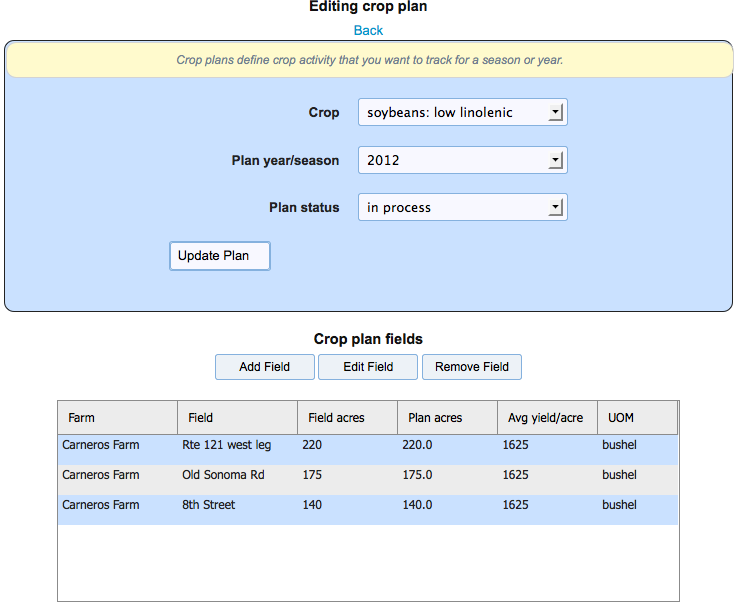 Editing crop plan
Back
Crop plans define crop activity that you want to track for a season or year.
Crop soybeans: low linolenic
Plan year/season 2012
Plan status in process
Update Plan
Crop plan fields
Add Field Edit Field Remove Field
Farm Field Field acres Plan acres Avg yield/acre UOM
Carneros Farm Rte 121 west leg 220 220.0 1625 bushel
Carneros Farm Old Sonoma Rd 175 175.0 1625 bushel
Carneros Farm 8th Street 140 140.0 1625 bushel